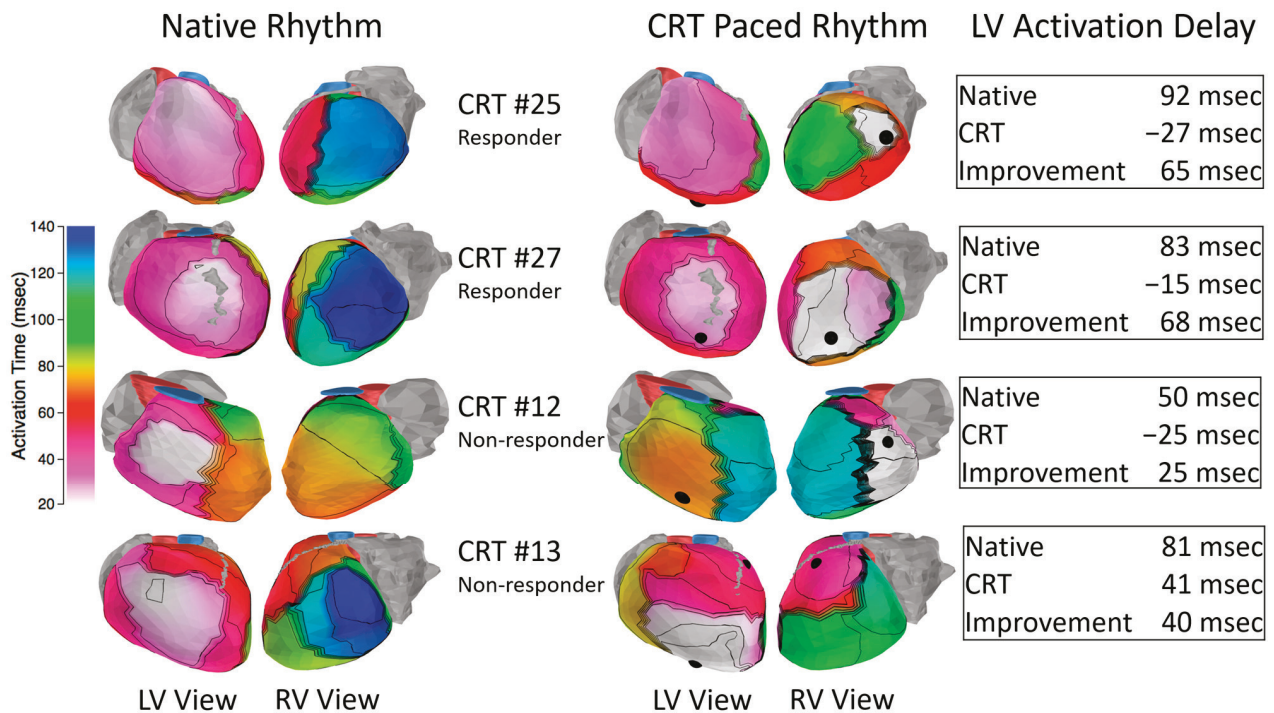 Native Rhythm
CRT Paced Rhythm
LV Activation Delay
CRT #25
Responder
Native 92 msec
CRT −27 msec
Improvement 65 msec
Activation Time (msec)
140
120
100
80
60
40
20
CRT #27
Responder
Native 83 msec
CRT −15 msec
Improvement 68 msec
CRT #12
Non-responder
Native 50 msec
CRT −25 msec
Improvement 25 msec
CRT #13
Non-responder
Native 81 msec
CRT 41 msec
Improvement 40 msec
LV View
RV View
LV View
RV View